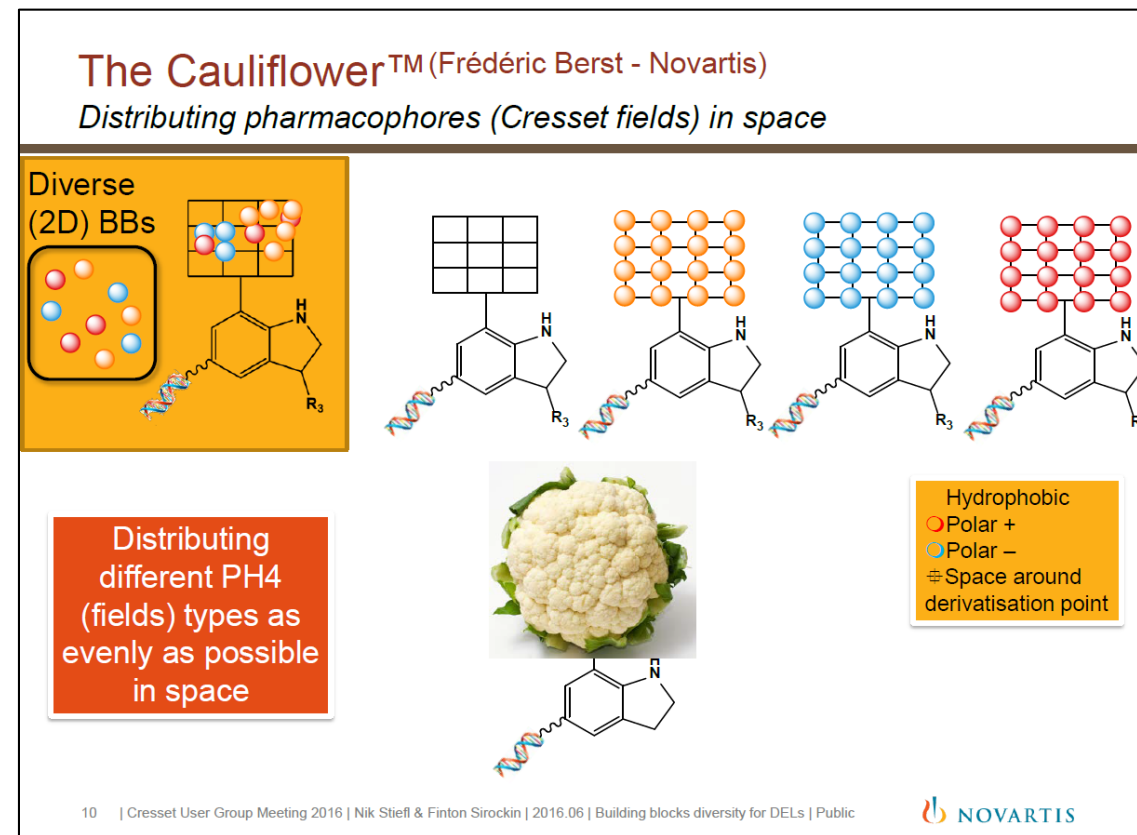 The Cauliflower™ (Frédéric Berst - Novartis)
Distributing pharmacophores (Cresset fields) in space
Diverse
(2D) BBs
H
N
R3
H
N
R3
H
N
R3
H
N
R3
H
N
R
Distributing
different PH4
(fields) types as
evenly as possible
in space
Hydrophobic
Polar +
Polar –
Space around
derivatisation point
H
N
10 | Cresset User Group Meeting 2016 | Nik Stiefl & Finton Sirockin | 2016.06 | Building blocks diversity for DELs | Public
NOVARTIS